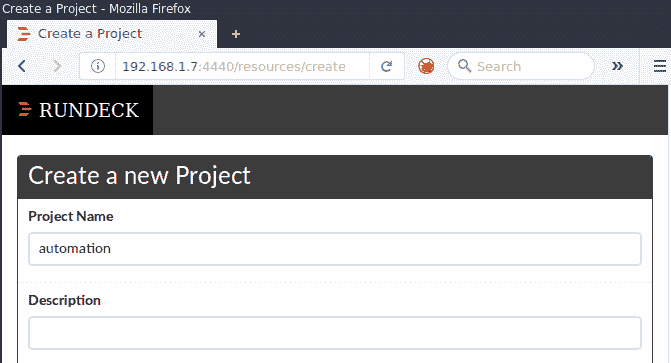 Create a Project - Mozilla Firefox
Create a Project × +
192.168.1.7:4440/resources/create Search »
RUNDECK
Create a new Project
Project Name
automation
Description